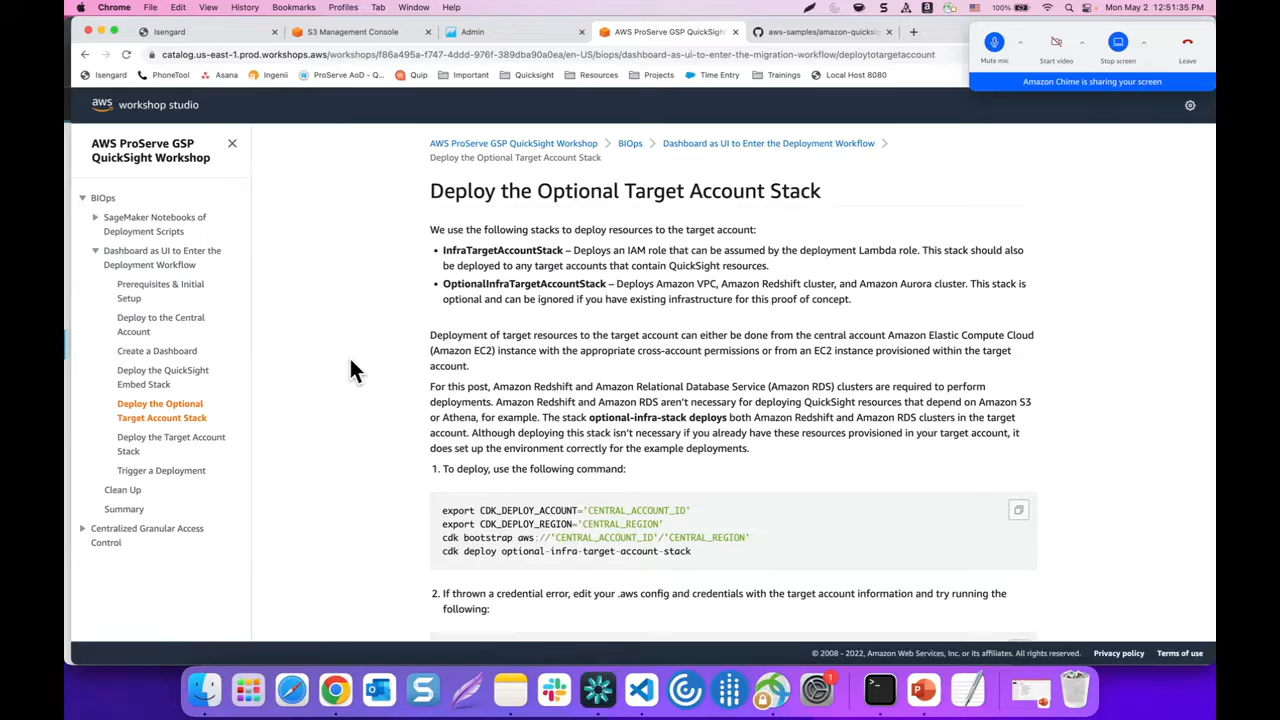 Chrome File Edit View History Bookmarks Profiles Tab Window Help
100% Mon May 2 12:51:35 PM
Isengard
S3 Management Console
Admin
AWS ProServe GSP QuickSigh
aws-samples/amazon-quicksig
catalog.us-east-1.prod.workshops.aws/workshops/f86a495a-f747-4ddd-976f-389dba90a0ea/en-US/biops/dashboard-as-ui-to-enter-the-migration-workflow/deploytotargetaccount
Isengard PhoneTool Asana Ingenii ProServe AoD - Q... Quip Important Quicksight Resources Projects Time Entry Trainings Local Host 8080
Mute mic Start video Stop screen Leave
Amazon Chime is sharing your screen
aws workshop studio
AWS ProServe GSP
QuickSight Workshop
BIOps
SageMaker Notebooks of
Deployment Scripts
Dashboard as UI to Enter the
Deployment Workflow
Prerequisites & Initial
Setup
Deploy to the Central
Account
Create a Dashboard
Deploy the QuickSight
Embed Stack
Deploy the Optional
Target Account Stack
Deploy the Target Account
Stack
Trigger a Deployment
Clean Up
Summary
Centralized Granular Access
Control
AWS ProServe GSP QuickSight Workshop > BIOps > Dashboard as UI to Enter the Deployment Workflow >
Deploy the Optional Target Account Stack
Deploy the Optional Target Account Stack
We use the following stacks to deploy resources to the target account:
• InfraTargetAccountStack – Deploys an IAM role that can be assumed by the deployment Lambda role. This stack should also
be deployed to any target accounts that contain QuickSight resources.
• OptionalInfraTargetAccountStack – Deploys Amazon VPC, Amazon Redshift cluster, and Amazon Aurora cluster. This stack is
optional and can be ignored if you have existing infrastructure for this proof of concept.
Deployment of target resources to the target account can either be done from the central account Amazon Elastic Compute Cloud
(Amazon EC2) instance with the appropriate cross-account permissions or from an EC2 instance provisioned within the target
account.
For this post, Amazon Redshift and Amazon Relational Database Service (Amazon RDS) clusters are required to perform
deployments. Amazon Redshift and Amazon RDS aren't necessary for deploying QuickSight resources that depend on Amazon S3
or Athena, for example. The stack optional-infra-stack deploys both Amazon Redshift and Amazon RDS clusters in the target
account. Although deploying this stack isn't necessary if you already have these resources provisioned in your target account, it
does set up the environment correctly for the example deployments.
1. To deploy, use the following command:
export CDK_DEPLOY_ACCOUNT='CENTRAL_ACCOUNT_ID'
export CDK_DEPLOY_REGION='CENTRAL_REGION'
cdk bootstrap aws://'CENTRAL_ACCOUNT_ID'/'CENTRAL_REGION'
cdk deploy optional-infra-target-account-stack
2. If thrown a credential error, edit your .aws config and credentials with the target account information and try running the
following:
© 2008 - 2022, Amazon Web Services, Inc. or its affiliates. All rights reserved. Privacy policy Terms of use
1